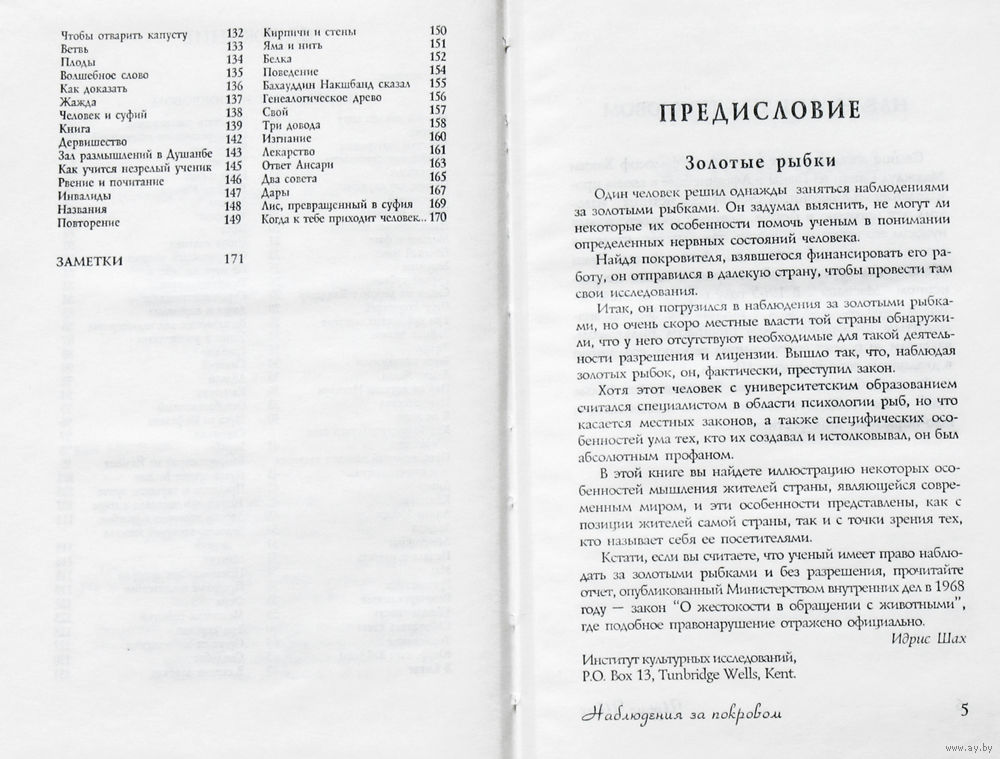 Чтобы отварить капусту 132
Ветвь 133
Плоды 134
Волшебное слово 135
Как доказать 136
Жажда 137
Человек и суфий 138
Книга 139
Дервишество 142
Зал размышлений в Душанбе 143
Как учится незрелый ученик 145
Рвение и почитание 146
Инвалиды 147
Названия 148
Повторение 149
ЗАМЕТКИ 171
Кирпичи и стены 150
Яма и нить 151
Белка 152
Поведение 154
Бахауддин Накшбанд сказал 155
Генеалогическое древо 156
Свой 157
Три довода 158
Изгнание 160
Лекарство 161
Ответ Ансари 163
Два совета 165
Дары 167
Лис, превращенный в суфия 169
Когда к тебе приходит человек... 170
ПРЕДИСЛОВИЕ
Золотые рыбки
Один человек решил однажды заняться наблюдениями
за золотыми рыбками. Он задумал выяснить, не могут ли
некоторые их особенности помочь ученым в понимании
определенных нервных состояний человека.
Найдя покровителя, взявшегося финансировать его ра-
боту, он отправился в далекую страну, чтобы провести там
свои исследования.
Итак, он погрузился в наблюдения за золотыми рыбка-
ми, но очень скоро местные власти той страны обнаружи-
ли, что у него отсутствуют необходимые для такой деятель-
ности разрешения и лицензии. Вышло так, что, наблюдая
золотых рыбок, он, фактически, преступил закон.
Хотя этот человек с университетским образованием
считался специалистом в области психологии рыб, но что
касается местных законов, а также специфических осо-
бенностей ума тех, кто их создавал и истолковывал, он был
абсолютным профаном.
В этой книге вы найдете иллюстрацию некоторых осо-
бенностей мышления жителей страны, являющейся совре-
менным миром, и эти особенности представлены, как с
позиции жителей самой страны, так и с точки зрения тех,
кто называет себя ее посетителями.
Кстати, если вы считаете, что ученый имеет право наблю-
дать за золотыми рыбками и без разрешения, прочитайте
отчет, опубликованный Министерством внутренних дел в 1968
году — закон “О жестокости в обращении с животными”,
где подобное правонарушение отражено официально.
Идрис Шах
Институт культурных исследований,
P.O. Box 13, Tunbridge Wells, Kent.
Наблюдения за покровом 5
www.ay.by